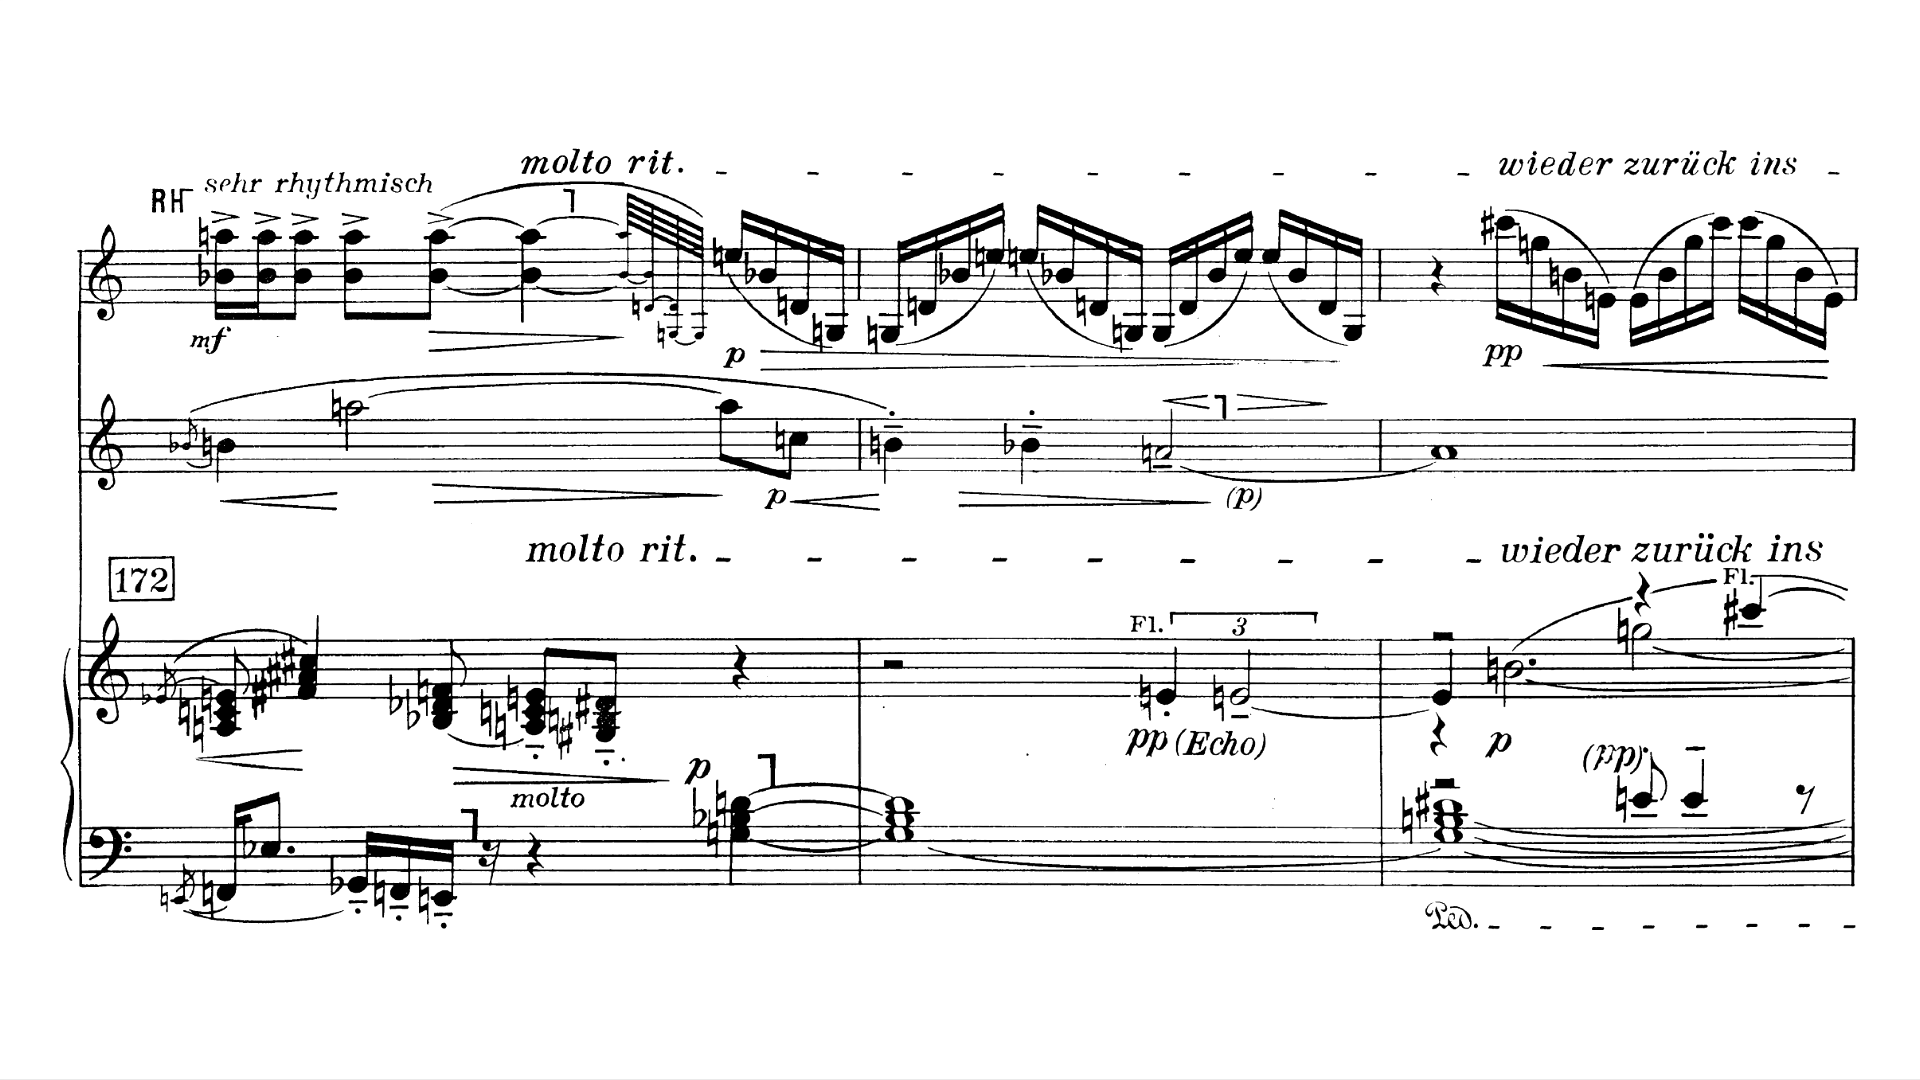 molto rit.
wieder zurück ins
RH
sehr rhythmisch
mf
p
pp
p
(p)
molto rit.
wieder zurück ins
172
Fl.
Fl.
3
pp (Echo)
p
(pp)
p
molto
Ped.